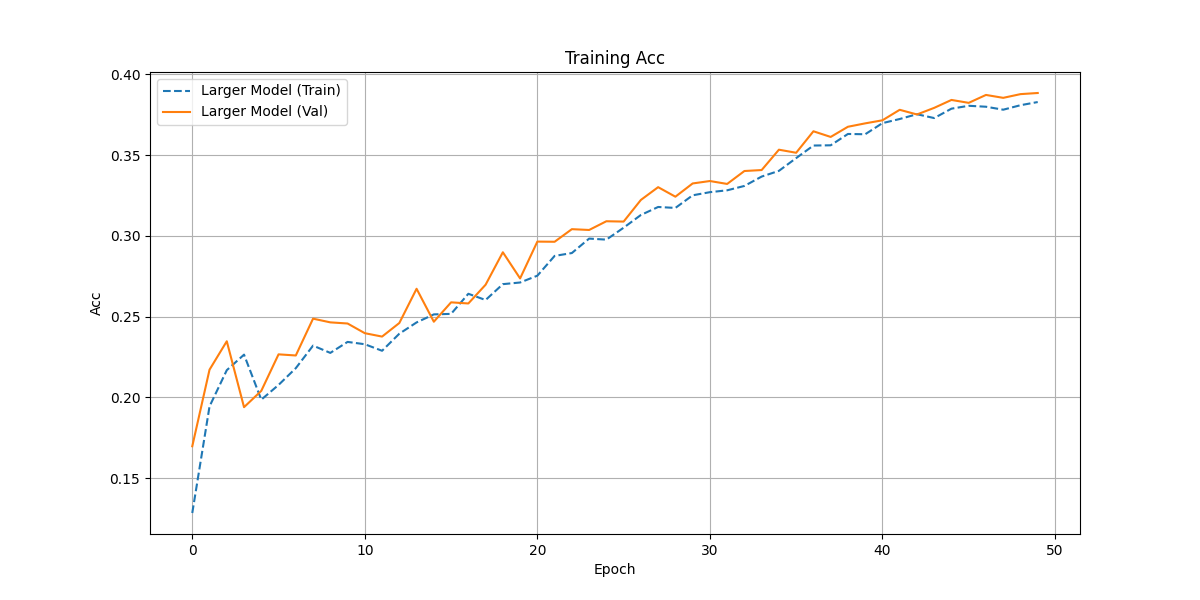 Training Acc
Larger Model (Train)
Larger Model (Val)
0.40
0.35
0.30
0.25
0.20
0.15
Acc
0 10 20 30 40 50
Epoch